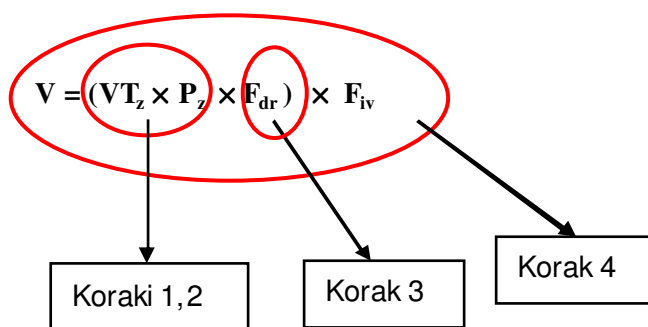 V = (VTz × Pz × Fdr) × Fiv
Korak 4
Koraki 1,2
Korak 3